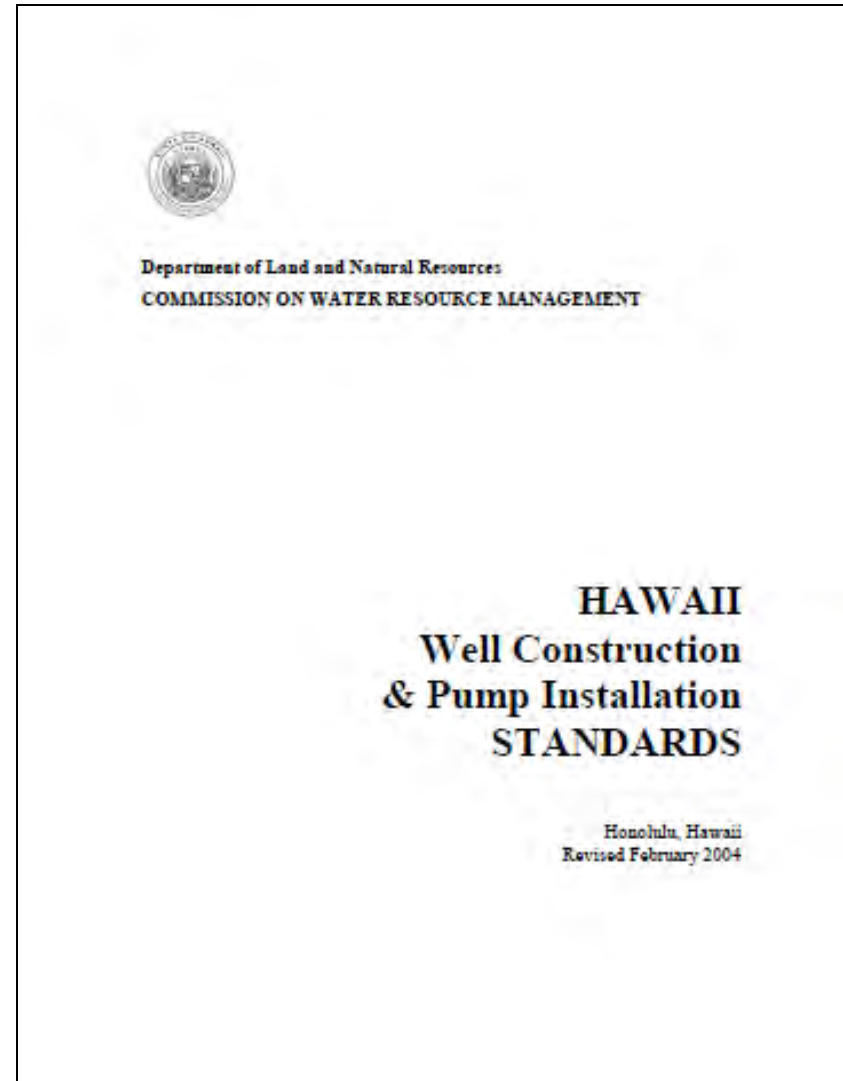 Department of Land and Natural Resources
COMMISSION ON WATER RESOURCE MANAGEMENT
HAWAII
Well Construction
& Pump Installation
STANDARDS
Honolulu, Hawaii
Revised February 2004